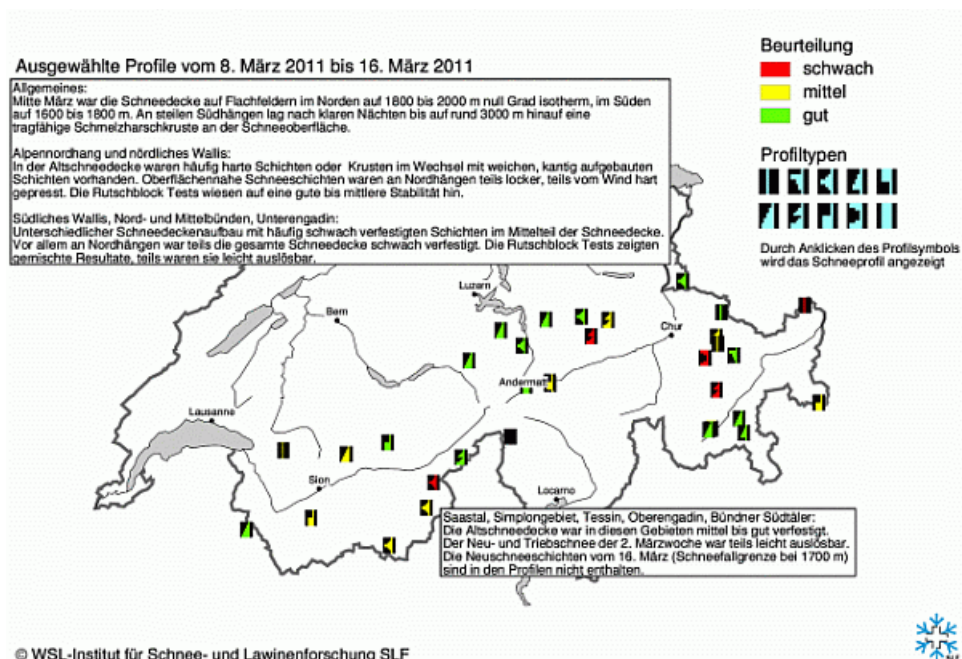 Ausgewählte Profile vom 8. März 2011 bis 16. März 2011
Allgemeines:
Mitte März war die Schneedecke auf Flachfeldern im Norden auf 1800 bis 2000 m null Grad isotherm, im Süden
auf 1600 bis 1800 m. An steilen Südhängen lag nach klaren Nächten bis auf rund 3000 m hinauf eine
tragfähige Schmelzharschkruste an der Schneeoberfläche.
Alpennordhang und nördliches Wallis:
In der Altschneedecke waren häufig harte Schichten oder Krusten im Wechsel mit weichen, kantig aufgebauten
Schichten vorhanden. Oberflächennahe Schneeschichten waren an Nordhängen teils locker, teils vom Wind hart
gepresst. Die Rutschblock Tests wiesen auf eine gute bis mittlere Stabilität hin.
Südliches Wallis, Nord- und Mittelbünden, Unterengadin:
Unterschiedlicher Schneedeckenaufbau mit häufig schwach verfestigten Schichten im Mittelteil der Schneedecke.
Vor allem an Nordhängen war teils die gesamte Schneedecke schwach verfestigt. Die Rutschblock Tests zeigten
gemischte Resultate, teils waren sie leicht auslösbar.
Beurteilung
schwach
mittel
gut
Profiltypen
Durch Anklicken des Profilsymbols
wird das Schneeprofil angezeigt
Luzern
Bern
Chur
Andermatt
Lausanne
Sion
Locarno
Saastal, Simplongebiet, Tessin, Oberengadin, Bündner Südtäler:
Die Altschneedecke war in diesen Gebieten mittel bis gut verfestigt.
Der Neu- und Triebschnee der 2. Märzwoche war teils leicht auslösbar.
Die Neuschneeschichten vom 16. März (Schneefallgrenze bei 1700 m)
sind in den Profilen nicht enthalten.
© WSL-Institut für Schnee- und Lawinenforschung SLF
SLF